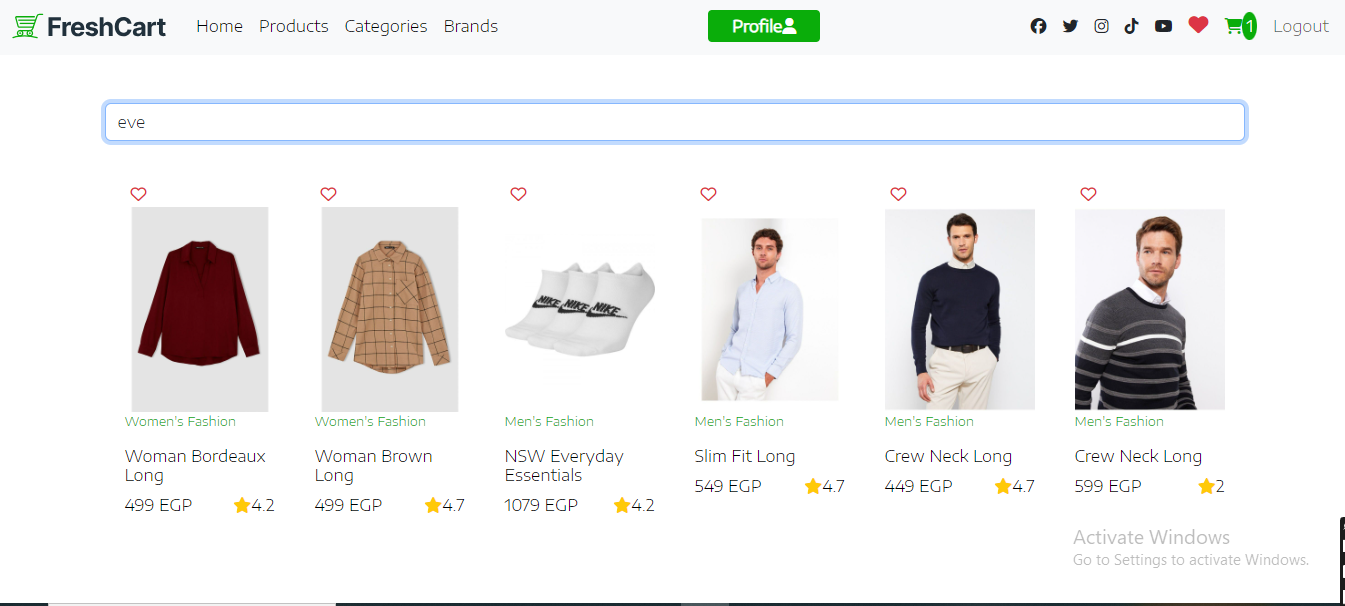 FreshCart Home Products Categories Brands Profile 1 Logout
eve
NIKE NIKE NIKE
Women's Fashion Women's Fashion Men's Fashion Men's Fashion Men's Fashion Men's Fashion
Woman Bordeaux Woman Brown NSW Everyday Slim Fit Long Crew Neck Long Crew Neck Long
Long Long Essentials 549 EGP 4.7 449 EGP 4.7 599 EGP 2
499 EGP 4.2 499 EGP 4.7 1079 EGP 4.2
Activate Windows
Go to Settings to activate Windows.